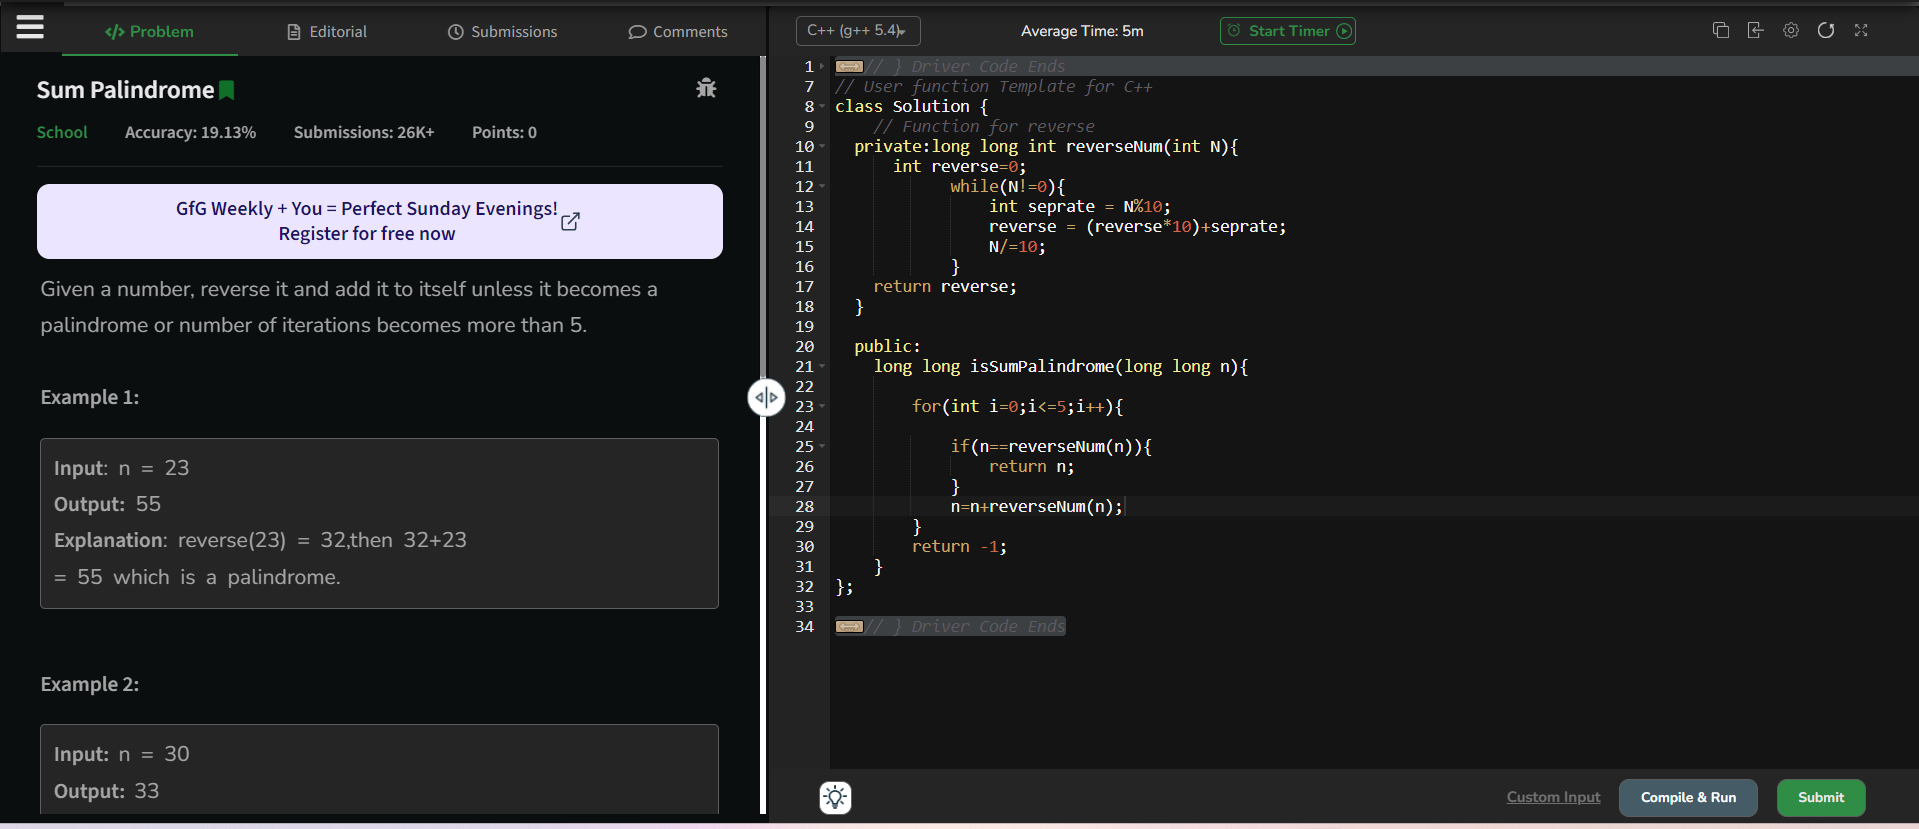 Problem
Editorial
Submissions
Comments
Sum Palindrome
School
Accuracy: 19.13%
Submissions: 26K+
Points: 0
GfG Weekly + You = Perfect Sunday Evenings!
Register for free now
Given a number, reverse it and add it to itself unless it becomes a
palindrome or number of iterations becomes more than 5.
Example 1:
Input: n = 23
Output: 55
Explanation: reverse(23) = 32,then 32+23
= 55 which is a palindrome.
Example 2:
Input: n = 30
Output: 33
C++ (g++ 5.4)
Average Time: 5m
Start Timer
1 // } Driver Code Ends
7 // User function Template for C++
8 class Solution {
9 // Function for reverse
10 private:long long int reverseNum(int N){
11 int reverse=0;
12 while(N!=0){
13 int seprate = N%10;
14 reverse = (reverse*10)+seprate;
15 N/=10;
16 }
17 return reverse;
18 }
19
20 public:
21 long long isSumPalindrome(long long n){
22
23 for(int i=0;i<=5;i++){
24
25 if(n==reverseNum(n)){
26 return n;
27 }
28 n=n+reverseNum(n);
29 }
30 return -1;
31 }
32 };
33
34 // } Driver Code Ends
Custom Input
Compile & Run
Submit